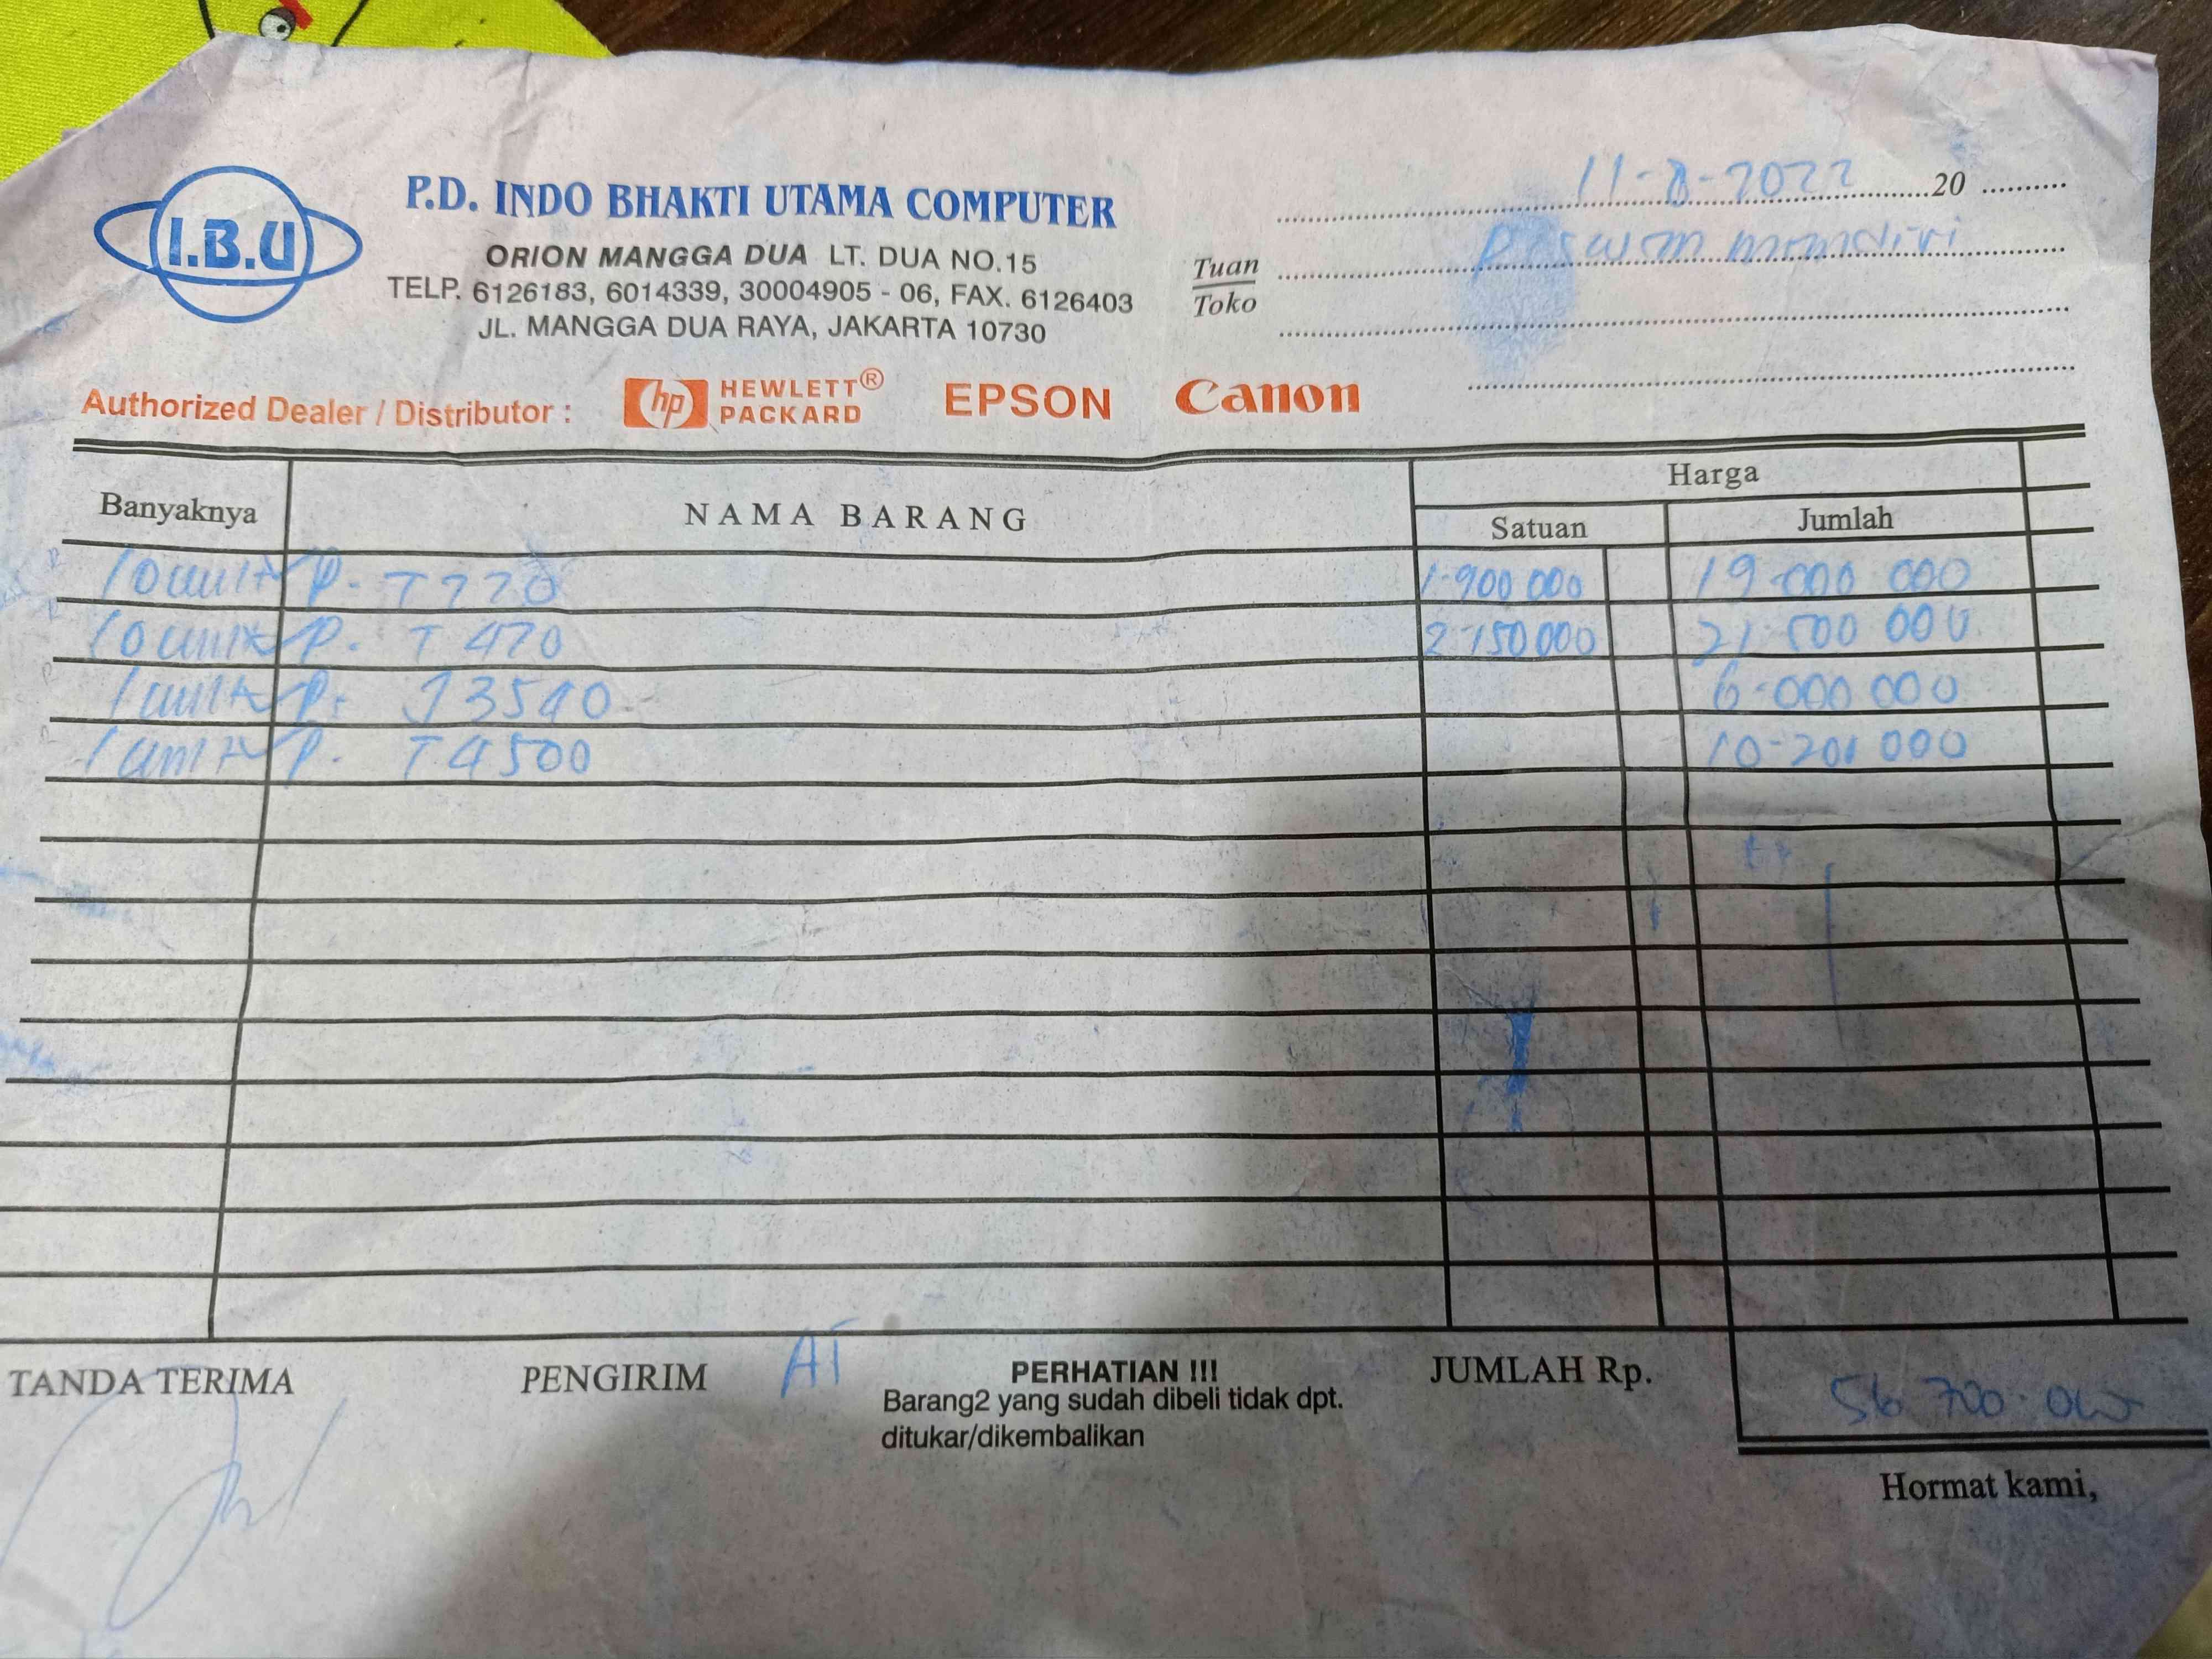 I.B.U
P.D. INDO BHAKTI UTAMA COMPUTER
ORION MANGGA DUA LT. DUA NO.15
TELP. 6126183, 6014339, 30004905 - 06, FAX. 6126403
JL. MANGGA DUA RAYA, JAKARTA 10730
11-8-2022 20
Tuan
Toko
Authorized Dealer / Distributor : hp HEWLETT® PACKARD EPSON Canon
Banyaknya NAMA BARANG Harga
Satuan Jumlah
10 unit P. T220 1-900 000 19-000 000
10 unit P. T470 2 150 000 21 500 000
1 unit P. J3540 6-000 000
1 unit P. T4500 10-200 000
TANDA TERIMA PENGIRIM AT PERHATIAN !!! JUMLAH Rp. 56 700.000
Barang2 yang sudah dibeli tidak dpt.
ditukar/dikembalikan
Hormat kami,